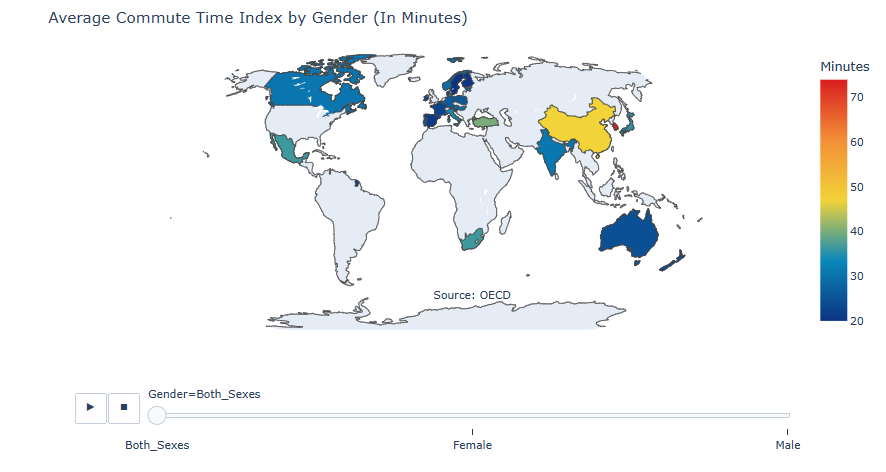 Average Commute Time Index by Gender (In Minutes)
Minutes
70
60
50
40
30
20
Source: OECD
Gender=Both_Sexes
Both_Sexes
Female
Male